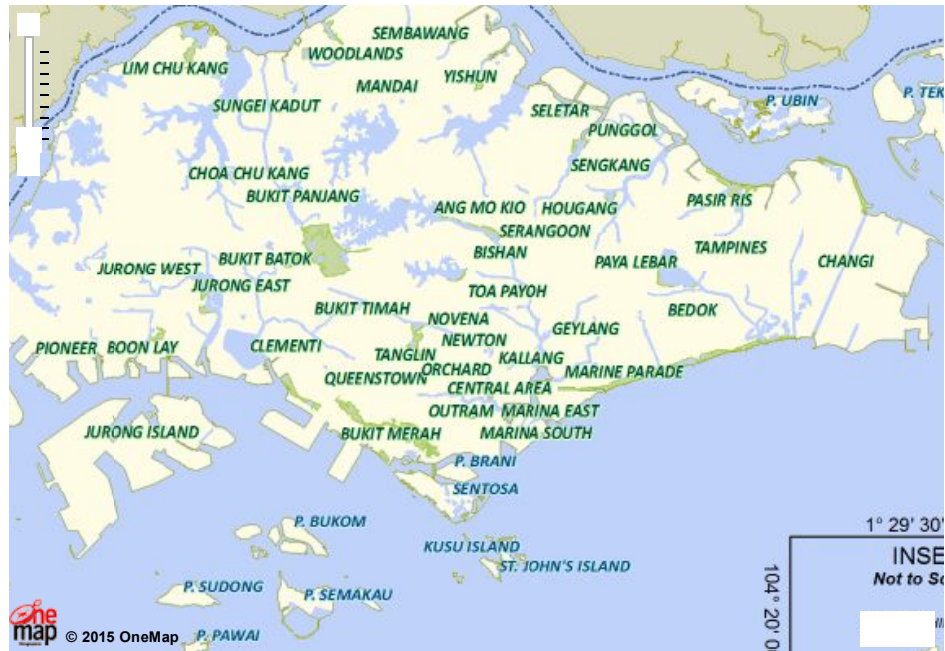 SEMBAWANG
WOODLANDS
LIM CHU KANG
YISHUN
MANDAI
P. UBIN
P. TEK
SUNGEI KADUT
SELETAR
PUNGGOL
SENGKANG
CHOA CHU KANG
BUKIT PANJANG
PASIR RIS
ANG MO KIO
HOUGANG
SERANGOON
TAMPINES
BISHAN
BUKIT BATOK
PAYA LEBAR
CHANGI
JURONG WEST
JURONG EAST
TOA PAYOH
BUKIT TIMAH
BEDOK
NOVENA
GEYLANG
NEWTON
PIONEER
BOON LAY
CLEMENTI
TANGLIN
KALLANG
ORCHARD
MARINE PARADE
QUEENSTOWN
CENTRAL AREA
OUTRAM
MARINA EAST
JURONG ISLAND
BUKIT MERAH
MARINA SOUTH
P. BRANI
SENTOSA
P. BUKOM
1° 29' 30'
KUSU ISLAND
INSE
ST. JOHN'S ISLAND
Not to Sc
104° 20' 0
P. SUDONG
P. SEMAKAU
One
map © 2015 OneMap
P. PAWAI